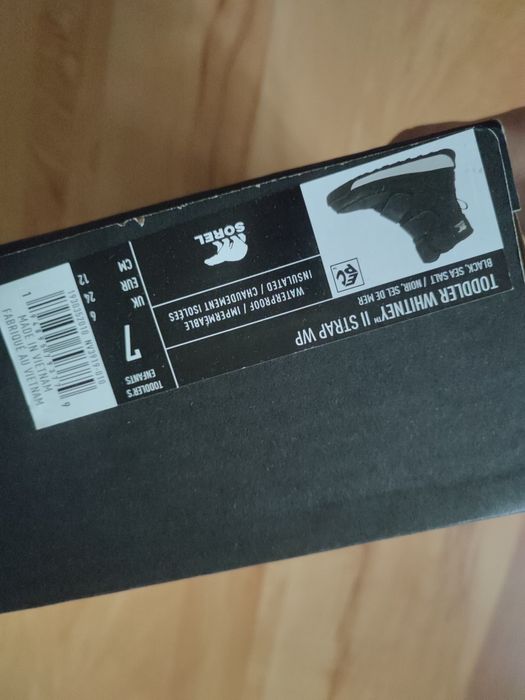 TODDLER WHITNEY™ II STRAP WP
BLACK, SEA SALT / NOIR, SEL DE MER
SOREL
WATERPROOF / IMPERMÉABLE
INSULATED / CHAUDEMENT ISOLÉES
TODDLER'S
ENFANTS
7
UK 6
EUR 24
CM 12
MADE IN VIETNAM
FABRIQUÉ AU VIETNAM